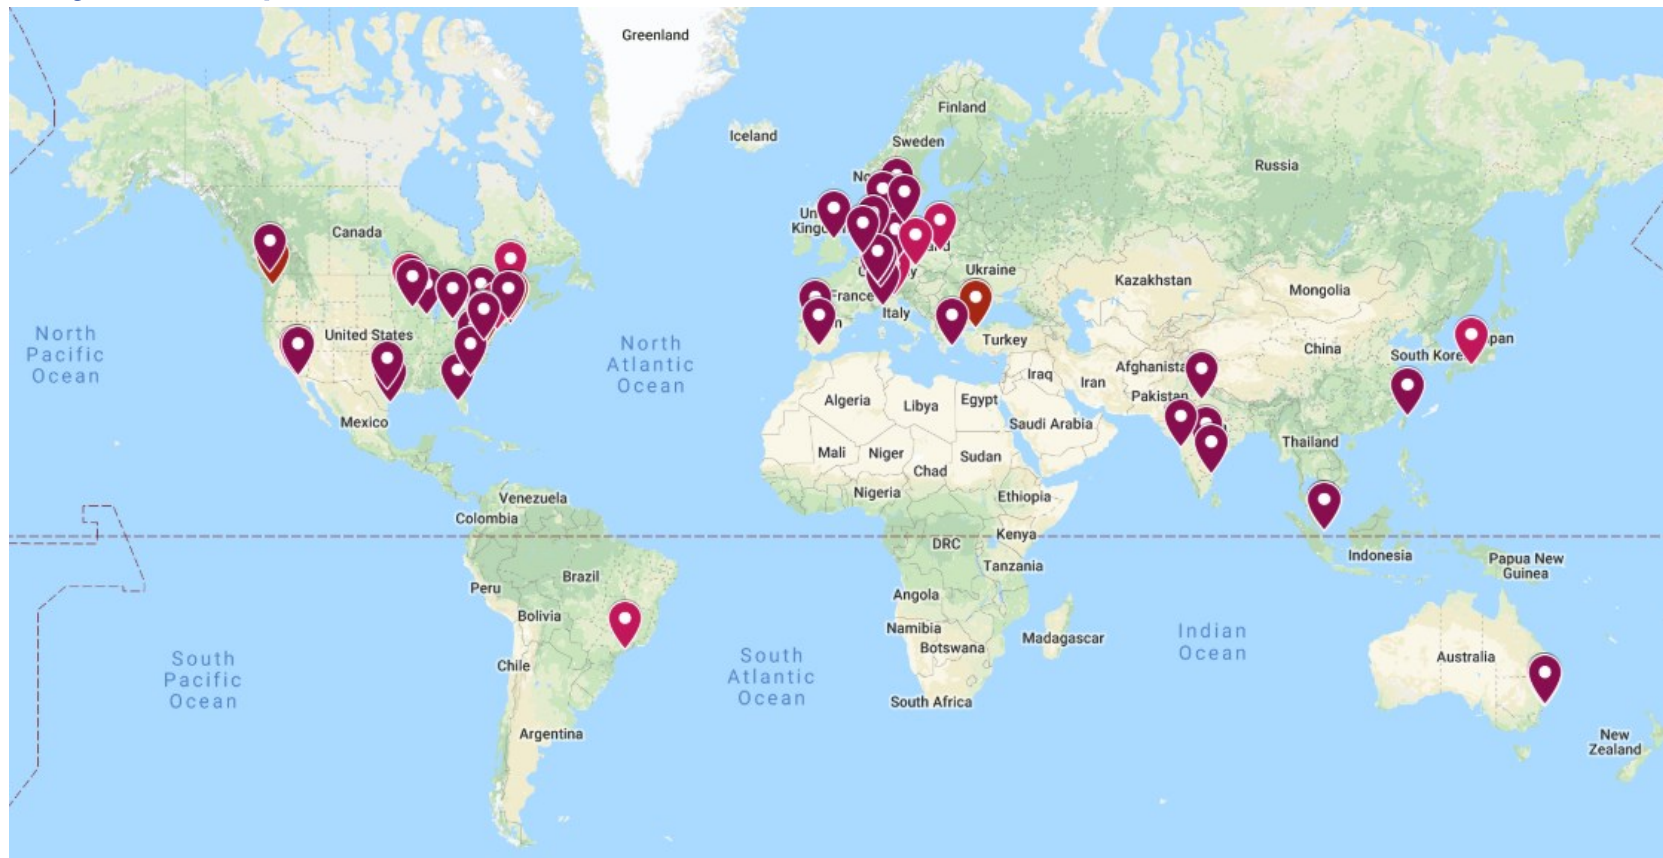 Greenland
Finland
Iceland
Sweden
Russia
Canada
Ukraine
Kazakhstan
Mongolia
France
Italy
North
Pacific
Ocean
United States
North
Atlantic
Ocean
Turkey
China
South
Afghanista
Iraq
Iran
Pakistan
Algeria
Libya
Egypt
Saudi Arabia
Mexico
Thailand
Mali
Niger
Chad
Sudan
Nigeria
Ethiopia
Venezuela
Colombia
Kenya
DRC
Indonesia
Papua New
Guinea
Tanzania
Brazil
Peru
Angola
Bolivia
Namibia
Madagascar
Indian
Ocean
Botswana
South
Pacific
Ocean
Chile
South
Atlantic
Ocean
Australia
South Africa
Argentina
New
Zealand